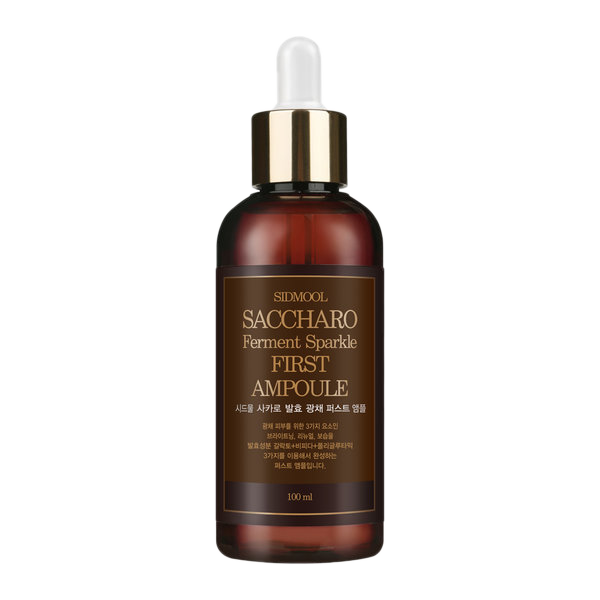 SIDMOOL
SACCHARO
Ferment Sparkle
FIRST
AMPOULE
시드물 사카로 발효 광채 퍼스트 앰플
광채 피부를 위한 3가지 요소인
브라이트닝, 리뉴얼, 보습을
발효성분 갈락토+비피다+폴리글루타믹
3가지를 이용해서 완성하는
퍼스트 앰플입니다.
100 ml